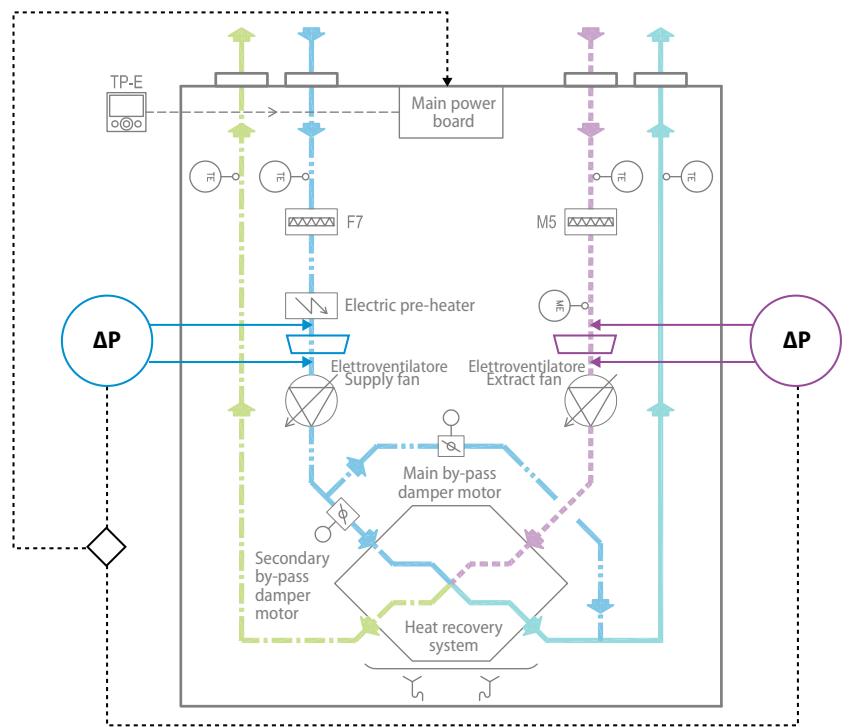 TP-E
Main power
board
TE
TE
TE
TE
F7
M5
Electric pre-heater
ME
ΔP
ΔP
Elettroventilatore
Supply fan
Elettroventilatore
Extract fan
Main by-pass
damper motor
Secondary
by-pass
damper
motor
Heat recovery
system